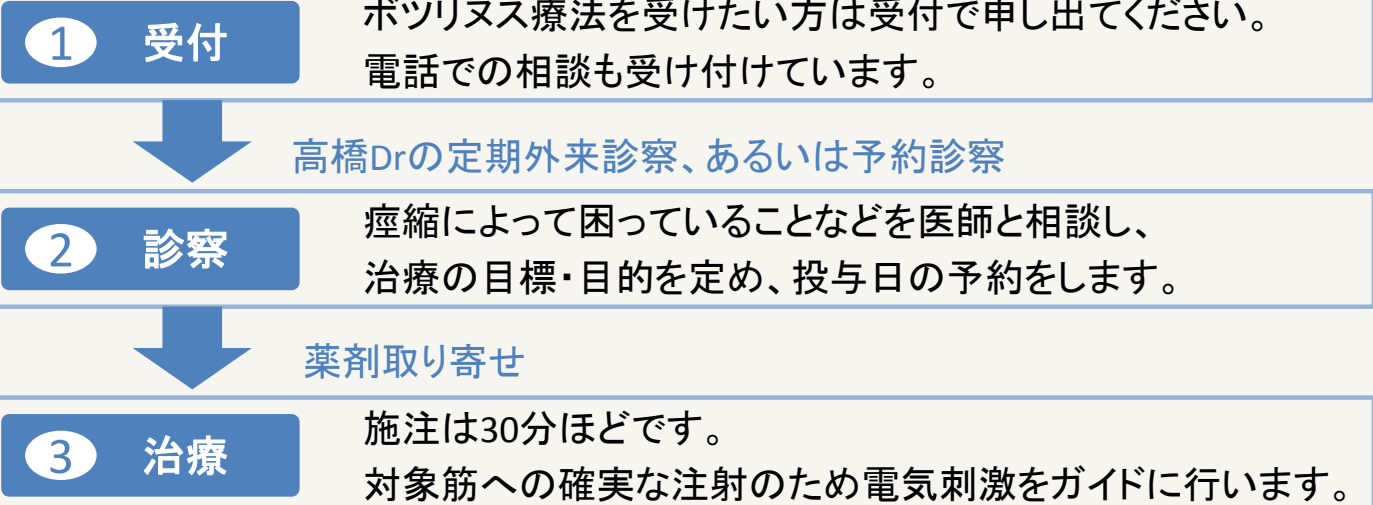 ボツリヌス療法を受けたい方は受付で申し出てください。
1 受付
電話での相談も受け付けています。
高橋Drの定期外来診察、あるいは予約診察
痙縮によって困っていることなどを医師と相談し、
2 診察
治療の目標・目的を定め、投与日の予約をします。
薬剤取り寄せ
施注は30分ほどです。
3 治療
対象筋への確実な注射のため電気刺激をガイドに行います。